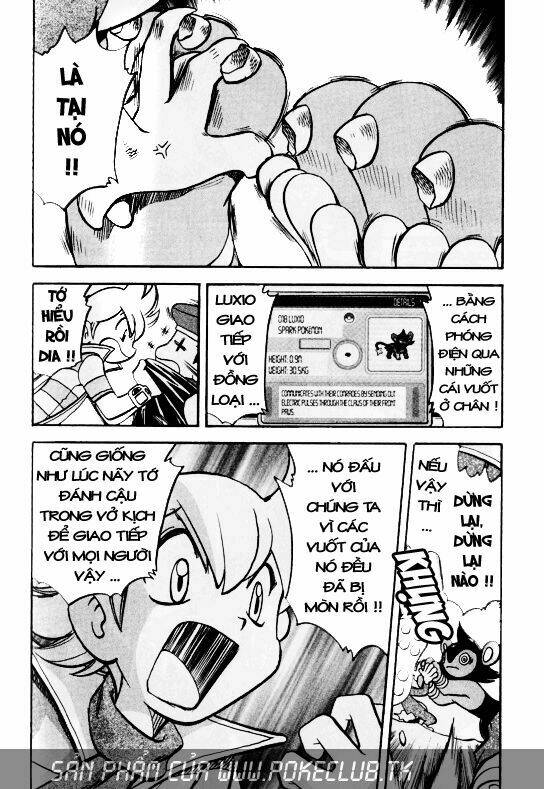 LÀ
TẠI
NÓ
!!
TỚ
HIỂU
RỒI
DIA !!
LUXIO
GIAO
TIẾP
VỚI
ĐỒNG
LOẠI ...
DETAILS
018 LUXIO
SPARK POKEMON
HEIGHT: 0.9M
WEIGHT: 30.5KG
COMMUNICATES WITH THEIR COMRADES BY SENDING OUT
ELECTRIC PULSES THROUGH THE CLAWS OF THEIR FRONT
PAWS.
... BẰNG
CÁCH
PHÓNG
ĐIỆN QUA
NHỮNG
CÁI VUỐT
Ở CHÂN !
CŨNG GIỐNG
NHƯ LÚC NÃY TỚ
ĐÁNH CẬU
TRONG VỞ KỊCH
ĐỂ GIAO TIẾP
VỚI MỌI NGƯỜI
VẬY ...
... NÓ ĐẤU
VỚI
CHÚNG TA
VÌ CÁC
VUỐT CỦA
NÓ ĐỀU
ĐÃ BỊ
MÒN RỒI !!
NẾU
VẬY
THÌ
...
DỪNG
LẠI,
DỪNG
LẠI
NÀO !!
KHỰNG
SẢN PHẨM CỦA WWW.POKECLUB.TK